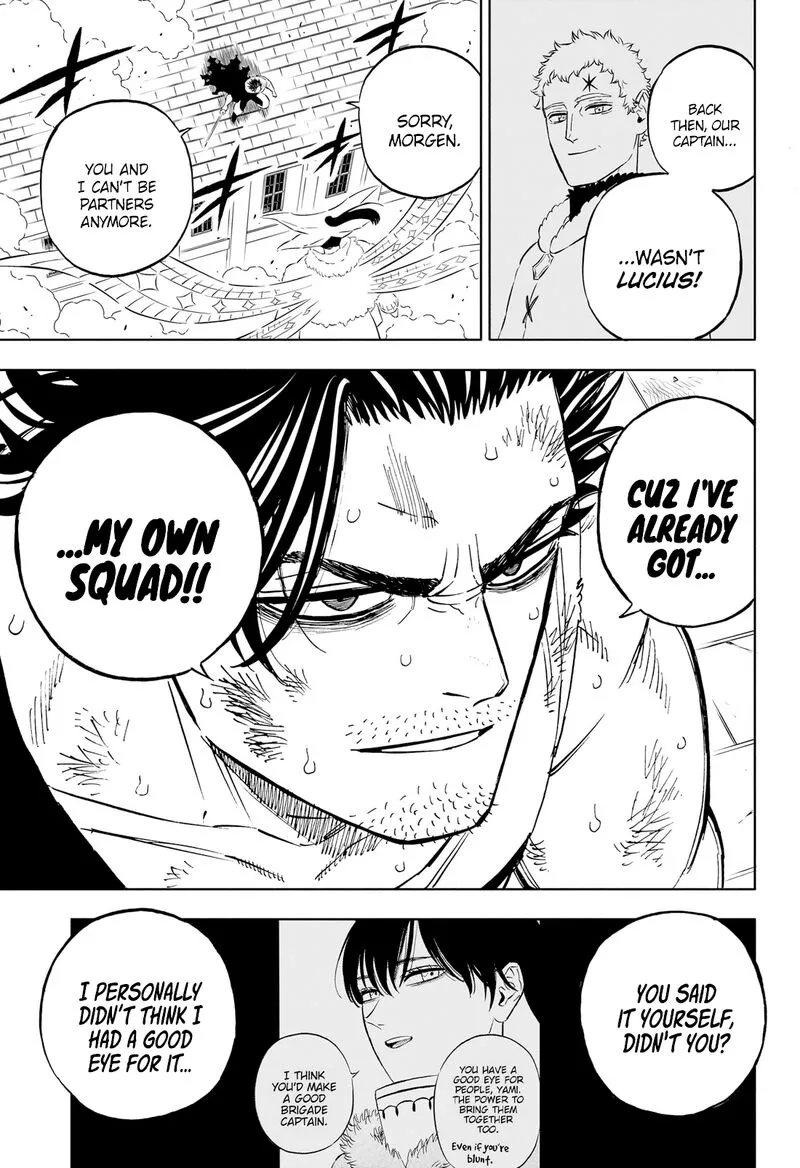 BACK
THEN, OUR
CAPTAIN...
...WASN'T
LUCIUS!
SORRY,
MORGEN.
YOU AND
I CAN'T BE
PARTNERS
ANYMORE.
CUZ I'VE
ALREADY
GOT...
...MY OWN
SQUAD!!
YOU SAID
IT YOURSELF,
DIDN'T YOU?
YOU HAVE A
GOOD EYE FOR
PEOPLE, YAMI.
THE POWER TO
BRING THEM
TOGETHER
TOO.
Even if you're
blunt.
I THINK
YOU'D MAKE
A GOOD
BRIGADE
CAPTAIN.
I PERSONALLY
DIDN'T THINK I
HAD A GOOD
EYE FOR IT...